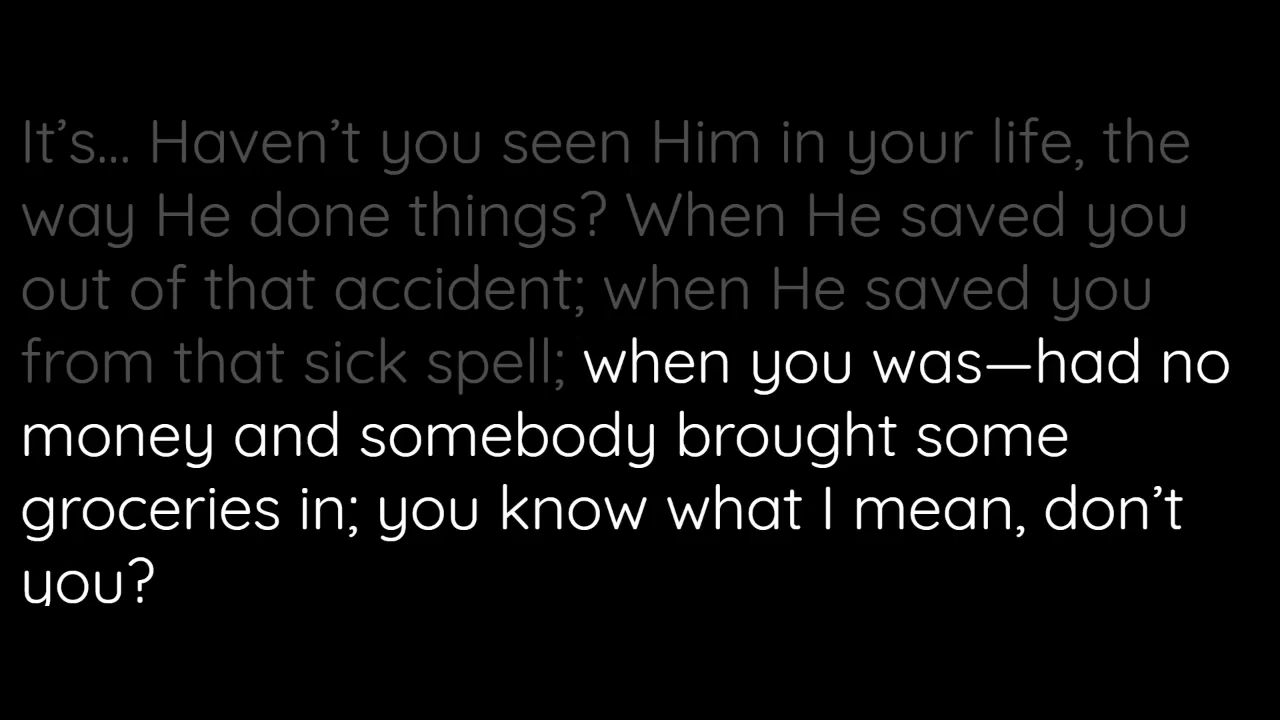 It’s... Haven’t you seen Him in your life, the
way He done things? When He saved you
out of that accident; when He saved you
from that sick spell; when you was—had no
money and somebody brought some
groceries in; you know what I mean, don’t
you?